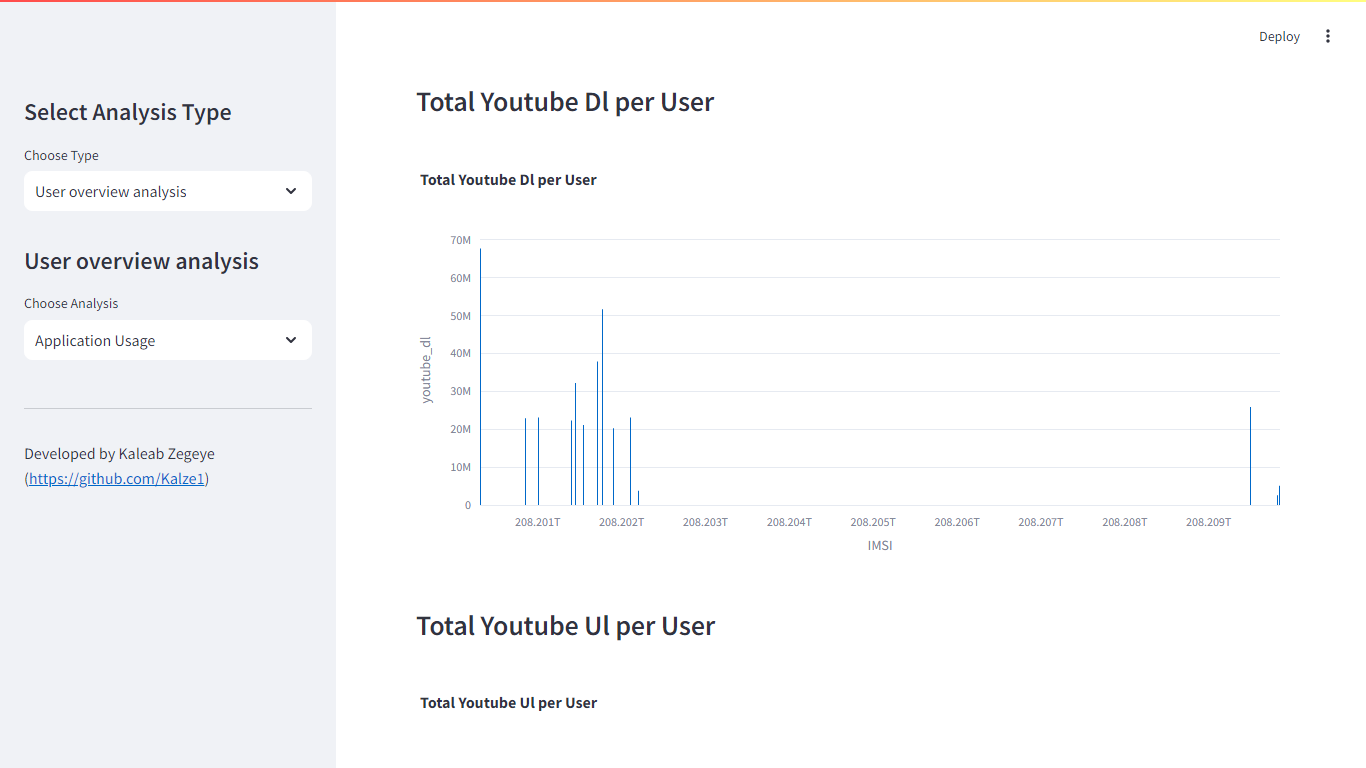 Deploy
Select Analysis Type
Choose Type
User overview analysis
User overview analysis
Choose Analysis
Application Usage
Developed by Kaleab Zegeye
(https://github.com/Kalze1)
Total Youtube Dl per User
Total Youtube Dl per User
70M
60M
50M
40M
30M
20M
10M
0
youtube_dl
208.201T 208.202T 208.203T 208.204T 208.205T 208.206T 208.207T 208.208T 208.209T
IMSI
Total Youtube Ul per User
Total Youtube Ul per User